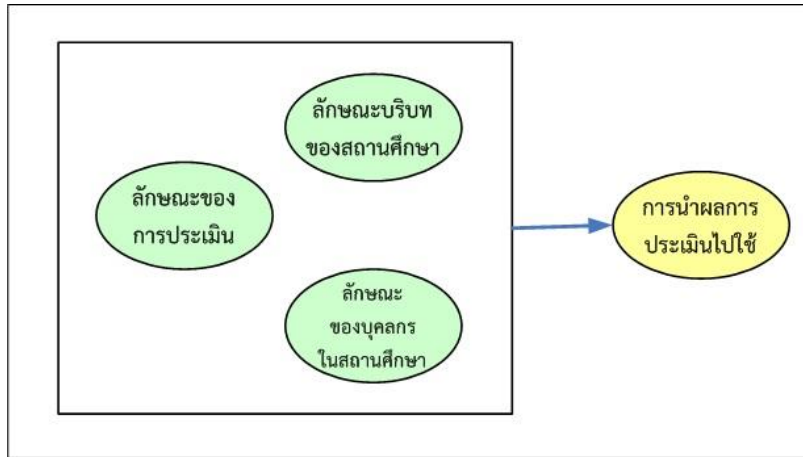 ลักษณะบริบท
ของสถานศึกษา
ลักษณะของ
การประเมิน
ลักษณะ
ของบุคลกร
ในสถานศึกษา
การนำผลการ
ประเมินไปใช้